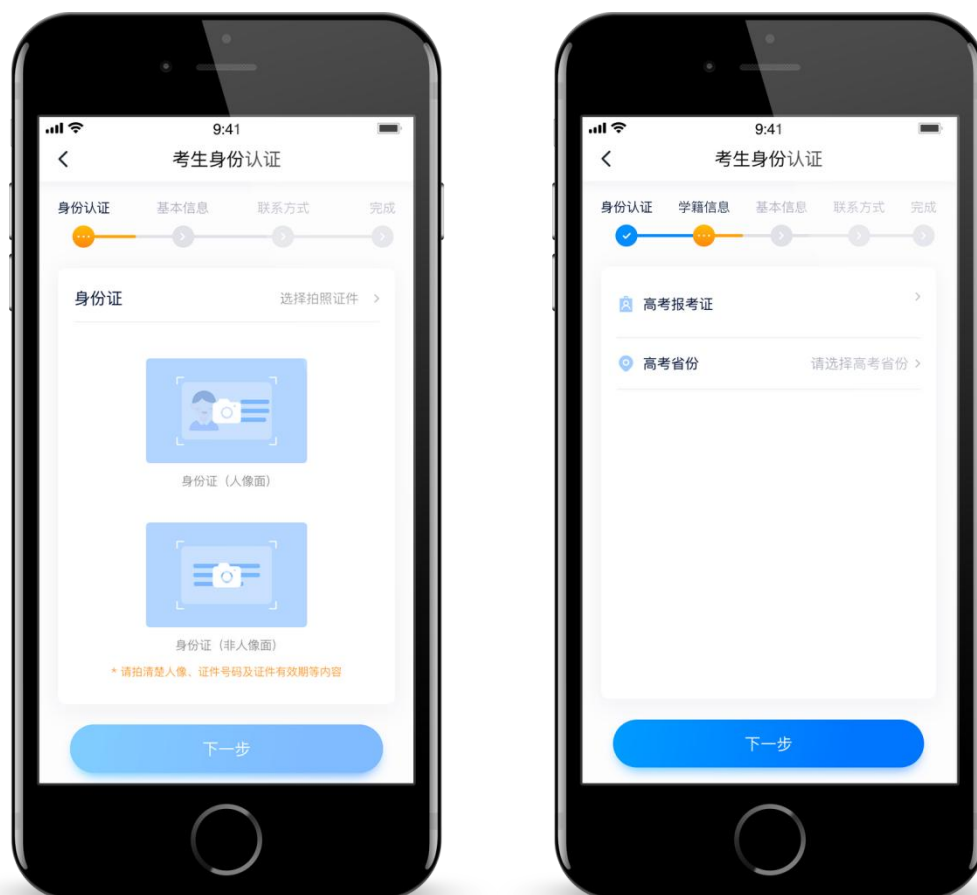 9:41
考生身份认证
身份认证 基本信息 联系方式 完成
身份证 选择拍照证件
身份证（人像面）
身份证（非人像面）
* 请拍清楚人像、证件号码及证件有效期等内容
下一步
9:41
考生身份认证
身份认证 学籍信息 基本信息 联系方式 完成
高考报考证
高考省份 请选择高考省份
下一步